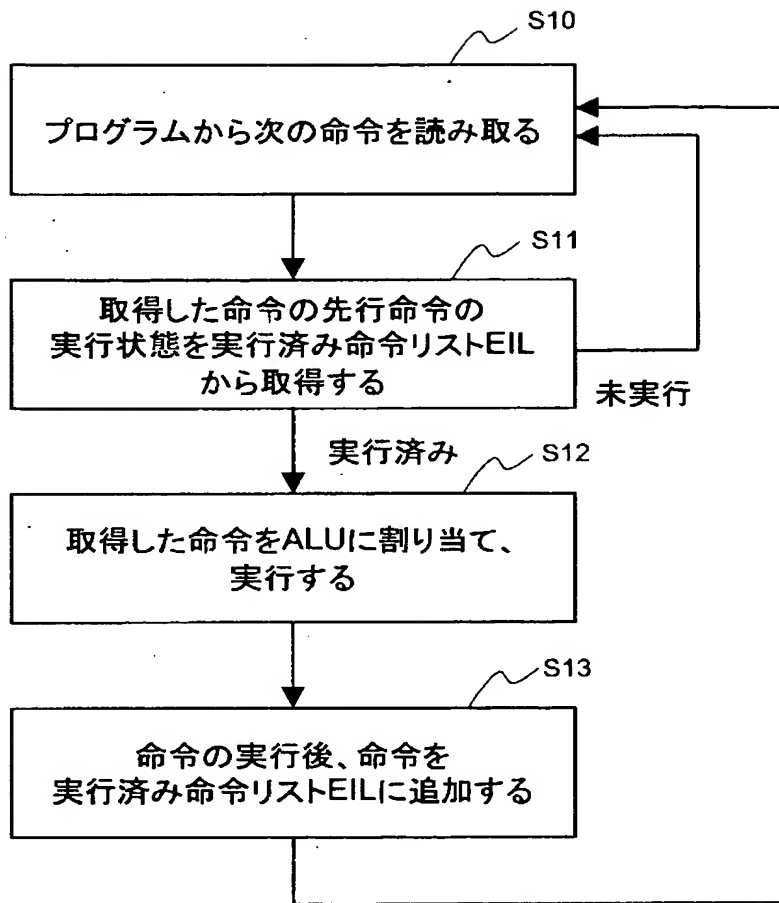 S10
プログラムから次の命令を読み取る
S11
取得した命令の先行命令の
実行状態を実行済み命令リストEIL
から取得する
未実行
実行済み
S12
取得した命令をALUに割り当て、
実行する
S13
命令の実行後、命令を
実行済み命令リストEILに追加する